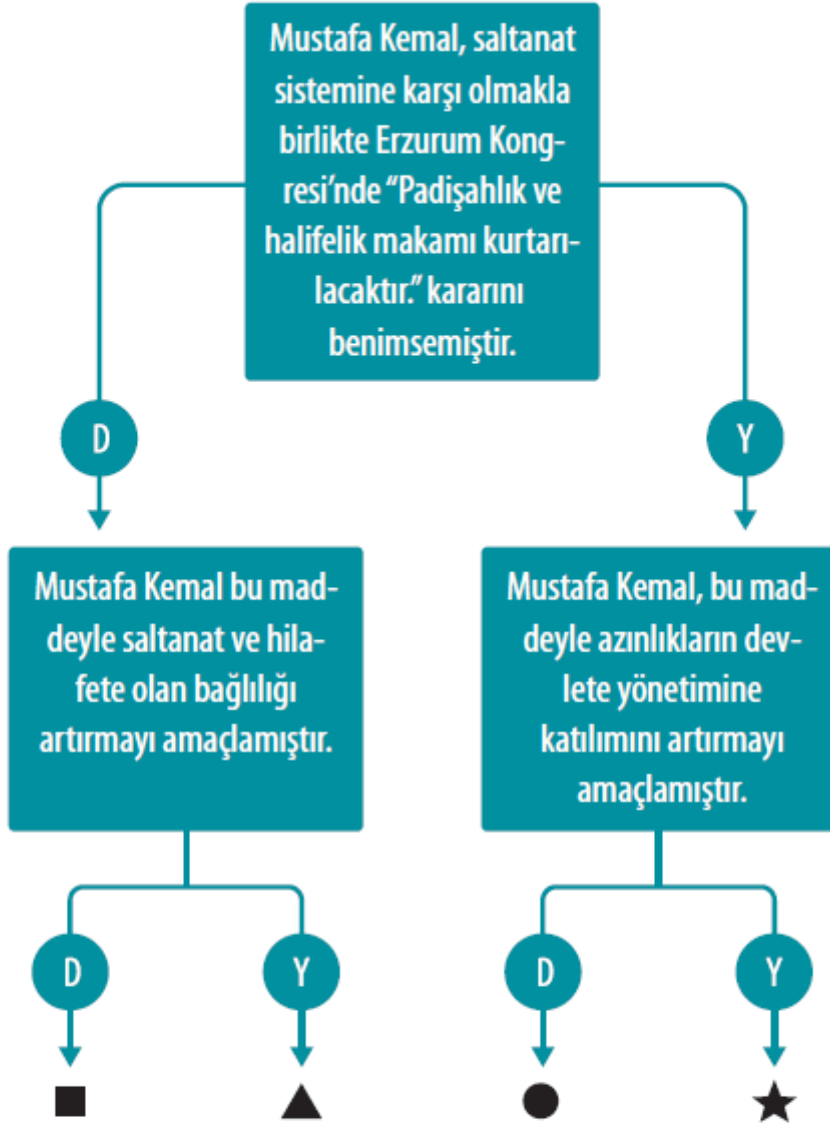 Mustafa Kemal, saltanat
sistemine karşı olmakla
birlikte Erzurum Kong-
resi’nde “Padişahlık ve
halifelik makamı kurtarı-
lacaktır.” kararını
benimsemiştir.
D
Y
Mustafa Kemal bu mad-
deyle saltanat ve hila-
fete olan bağlılığı
artırmayı amaçlamıştır.
Mustafa Kemal, bu mad-
deyle azınlıkların dev-
lete yönetimine
katılımını artırmayı
amaçlamıştır.
D
Y
D
Y